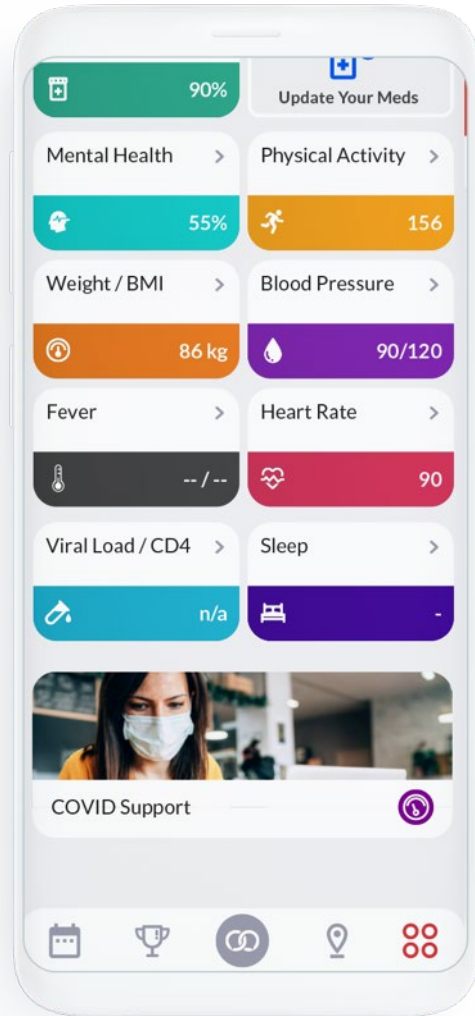 90%
Update Your Meds
Mental Health
Physical Activity
55%
156
Weight / BMI
Blood Pressure
86 kg
90/120
Fever
Heart Rate
-- / --
90
Viral Load / CD4
Sleep
n/a
-
COVID Support